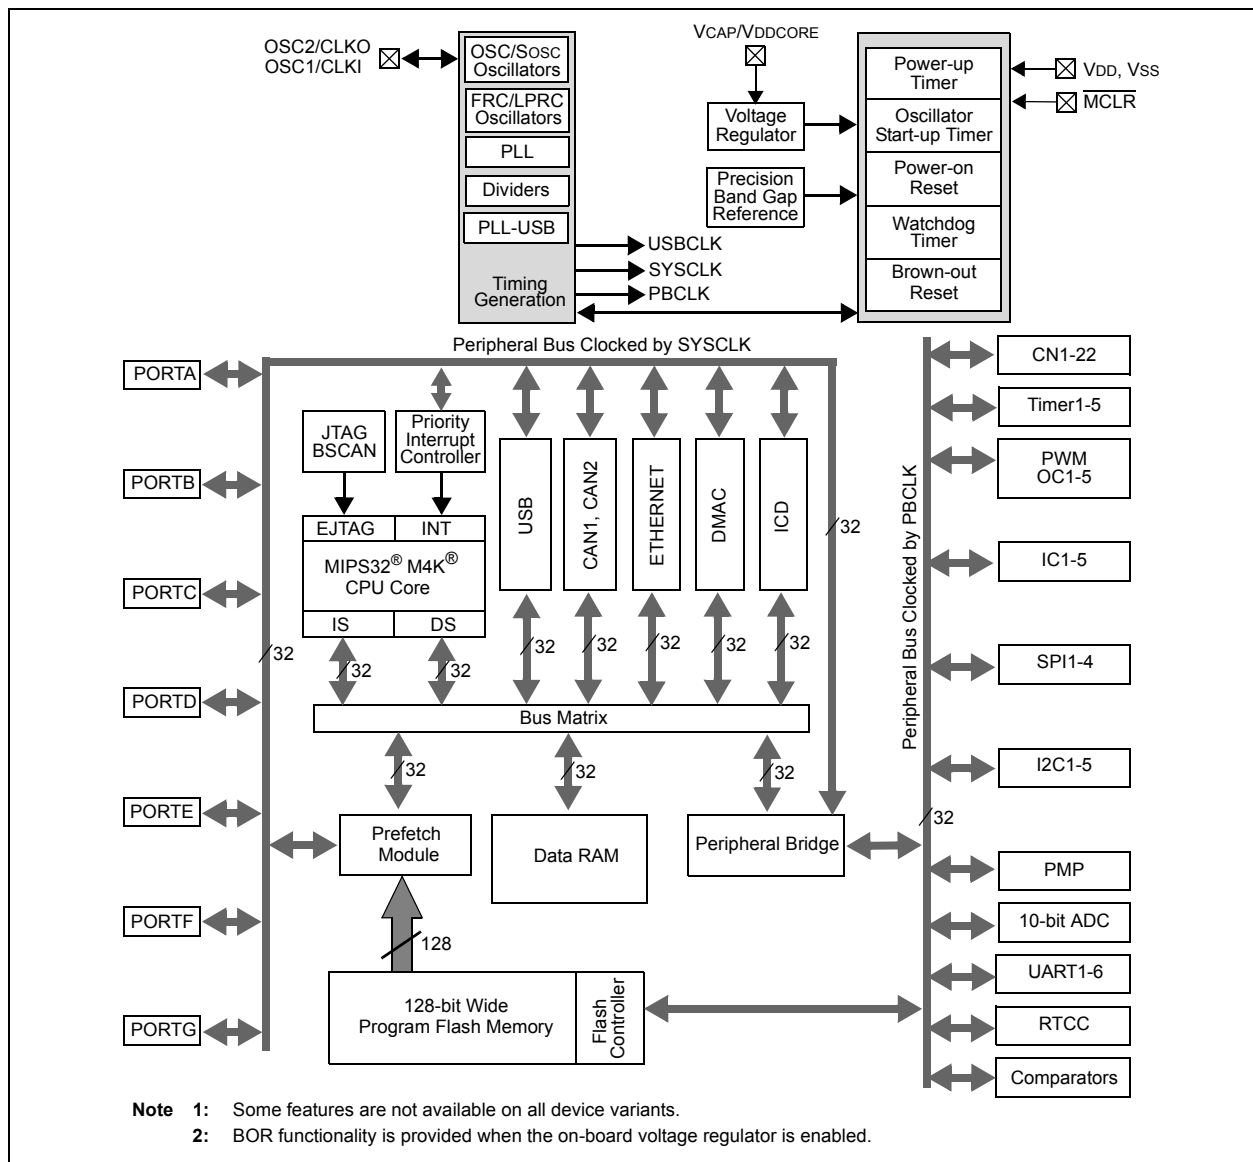 OSC2/CLKO
OSC1/CLKI
OSC/SOSC
Oscillators
FRC/LPRC
Oscillators
PLL
Dividers
PLL-USB
Timing
Generation
USBCLK
SYSCLK
PBCLK
VCAP/VDDCORE
Voltage
Regulator
Precision
Band Gap
Reference
Power-up
Timer
Oscillator
Start-up Timer
Power-on
Reset
Watchdog
Timer
Brown-out
Reset
VDD, VSS
MCLR
Peripheral Bus Clocked by SYSCLK
PORTA
PORTB
PORTC
PORTD
PORTE
PORTF
PORTG
32
JTAG
BSCAN
Priority
Interrupt
Controller
EJTAG
INT
MIPS32® M4K®
CPU Core
IS
DS
32
32
USB
CAN1, CAN2
ETHERNET
DMAC
ICD
32
32
32
32
32
32
Bus Matrix
32
32
32
Prefetch
Module
Data RAM
Peripheral Bridge
128
128-bit Wide
Program Flash Memory
Flash
Controller
Peripheral Bus Clocked by PBCLK
32
CN1-22
Timer1-5
PWM
OC1-5
IC1-5
SPI1-4
I2C1-5
PMP
10-bit ADC
UART1-6
RTCC
Comparators
Note 1: Some features are not available on all device variants.
2: BOR functionality is provided when the on-board voltage regulator is enabled.